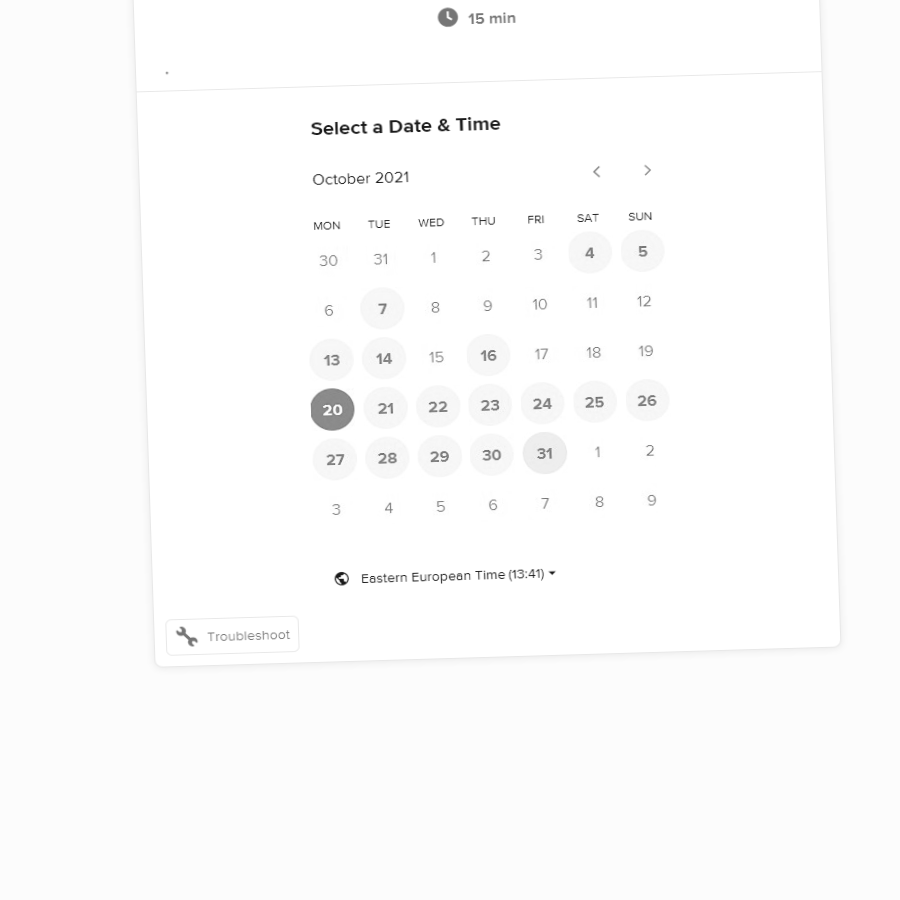 15 min
.
Select a Date & Time
October 2021
MON TUE WED THU FRI SAT SUN
30 31 1 2 3 4 5
6 7 8 9 10 11 12
13 14 15 16 17 18 19
20 21 22 23 24 25 26
27 28 29 30 31 1 2
3 4 5 6 7 8 9
Eastern European Time (13:41)
Troubleshoot